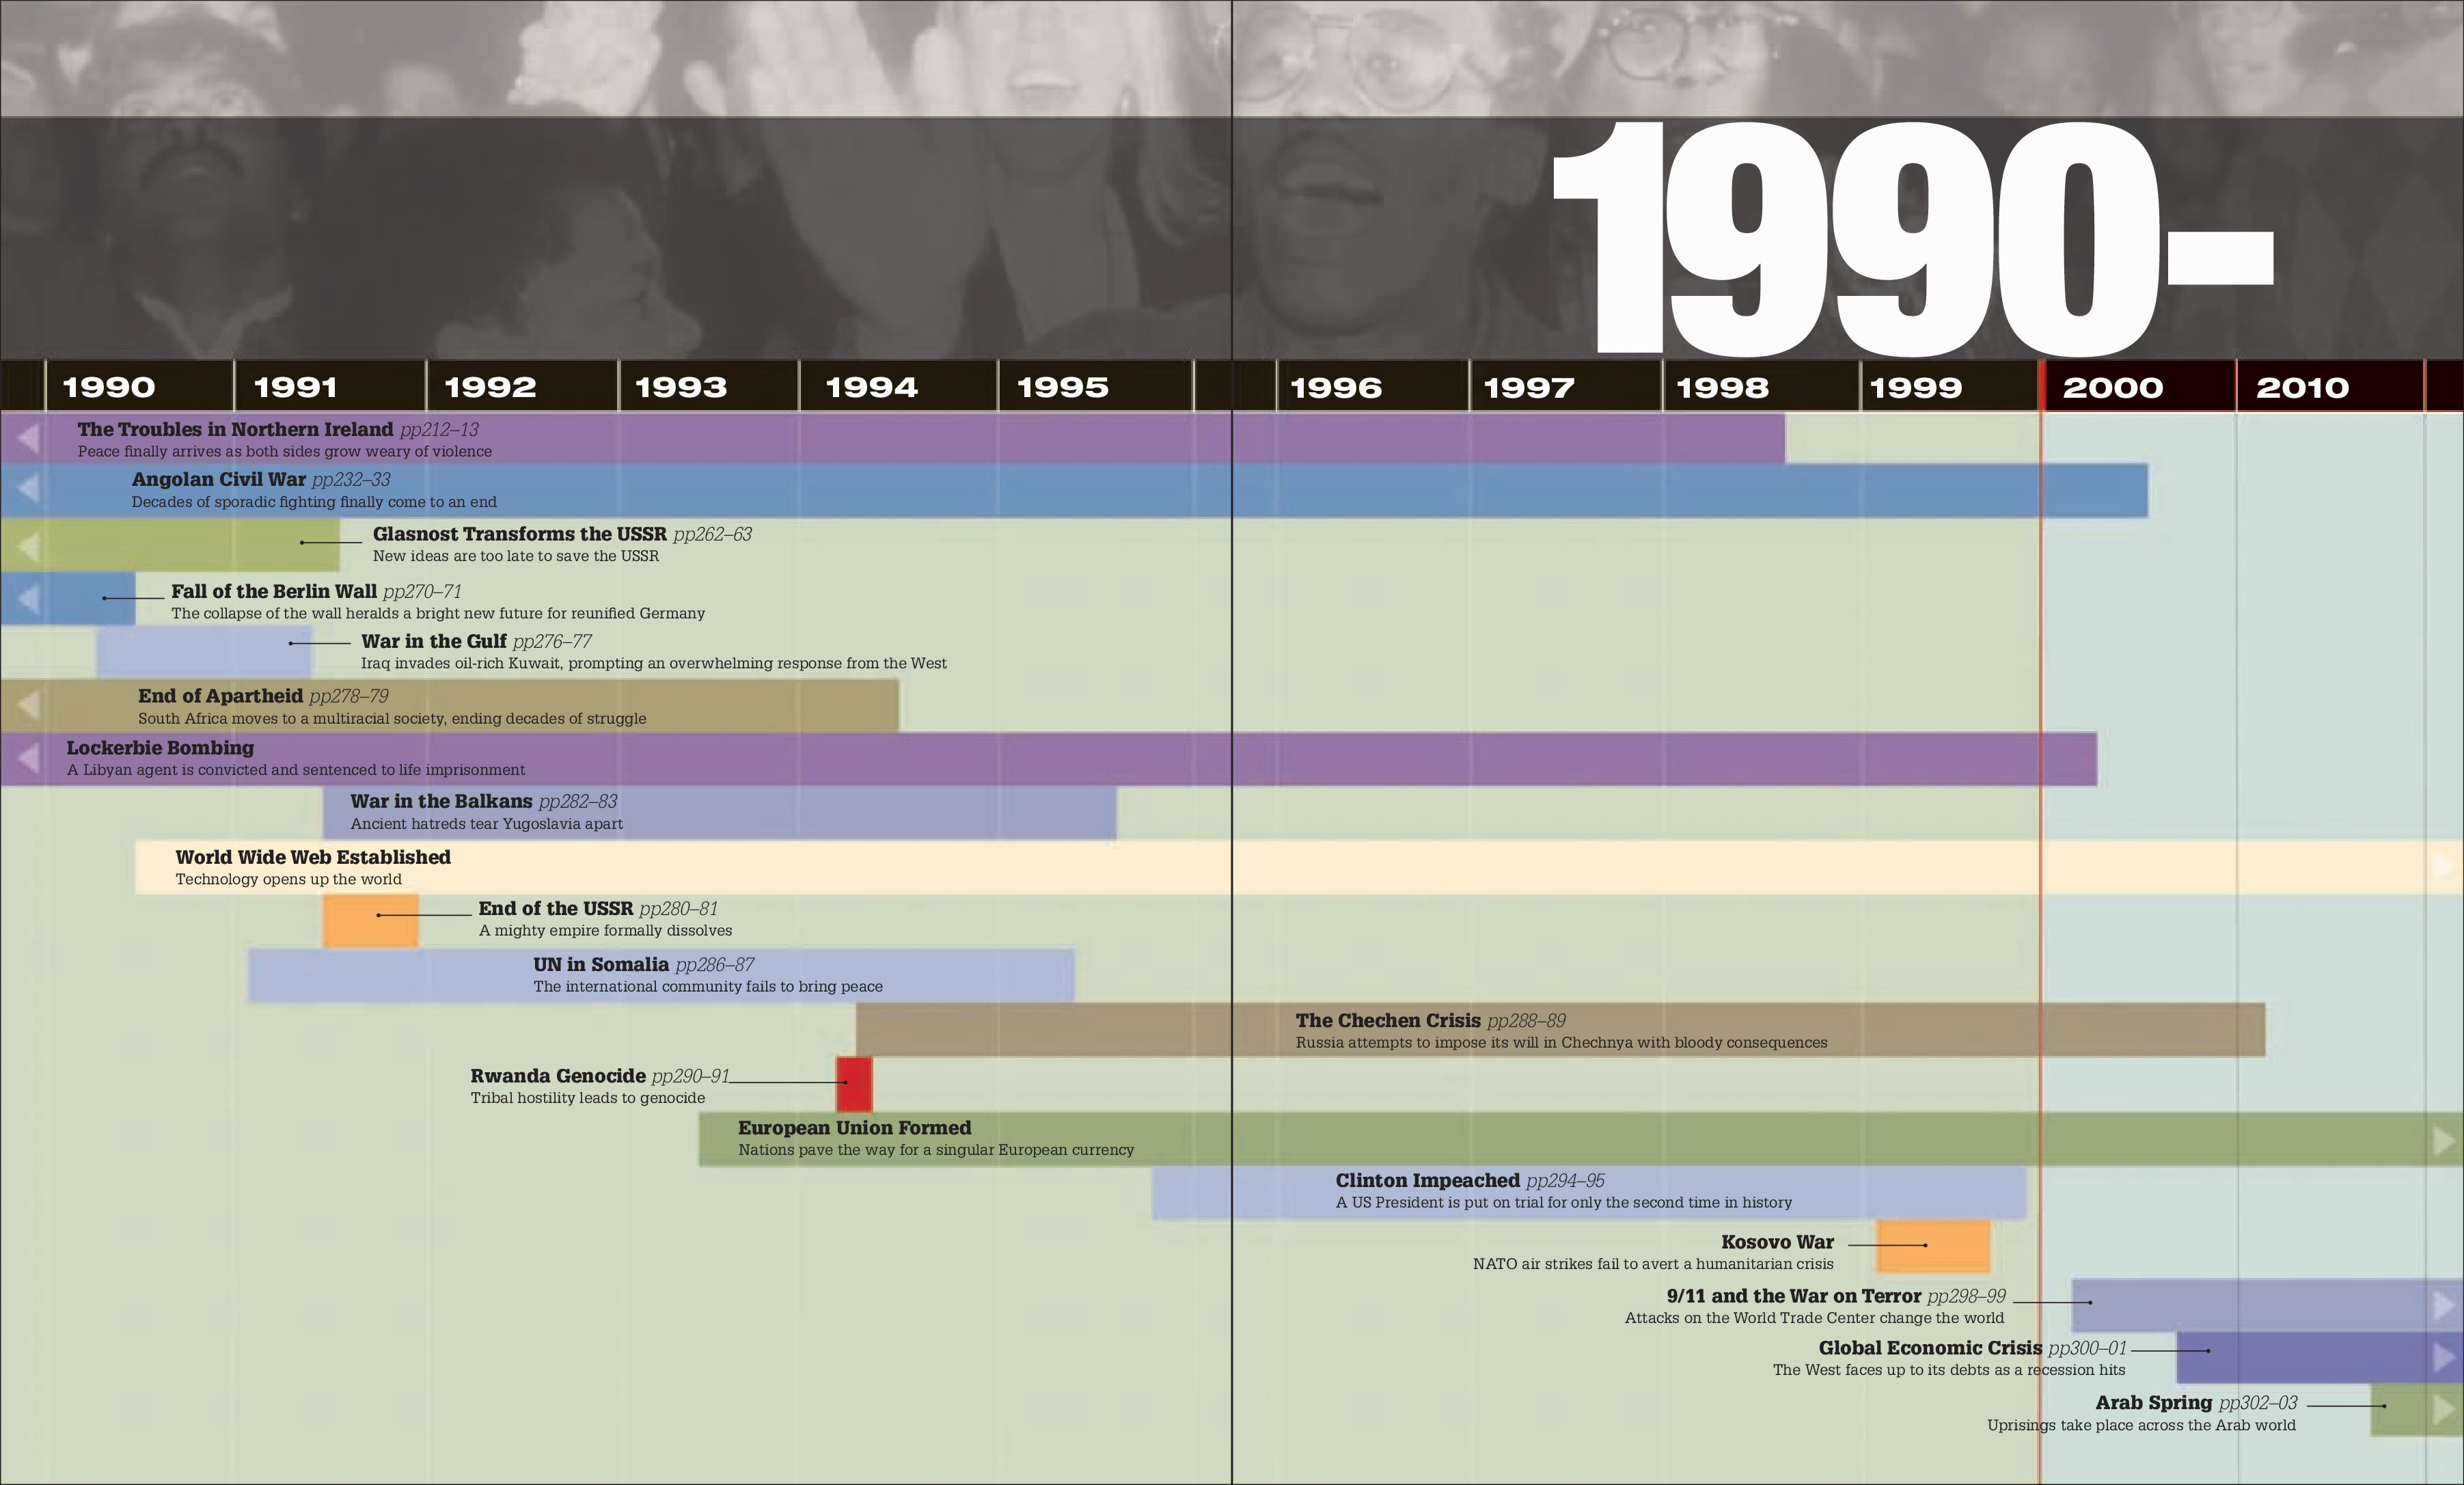 1990-
1990 1991 1992 1993 1994 1995 1996 1997 1998 1999 2000 2010
The Troubles in Northern Ireland pp212–13
Peace finally arrives as both sides grow weary of violence
Angolan Civil War pp232–33
Decades of sporadic fighting finally come to an end
Glasnost Transforms the USSR pp262–63
New ideas are too late to save the USSR
Fall of the Berlin Wall pp270–71
The collapse of the wall heralds a bright new future for reunified Germany
War in the Gulf pp276–77
Iraq invades oil-rich Kuwait, prompting an overwhelming response from the West
End of Apartheid pp278–79
South Africa moves to a multiracial society, ending decades of struggle
Lockerbie Bombing
A Libyan agent is convicted and sentenced to life imprisonment
War in the Balkans pp282–83
Ancient hatreds tear Yugoslavia apart
World Wide Web Established
Technology opens up the world
End of the USSR pp280–81
A mighty empire formally dissolves
UN in Somalia pp286–87
The international community fails to bring peace
The Chechen Crisis pp288–89
Russia attempts to impose its will in Chechnya with bloody consequences
Rwanda Genocide pp290–91
Tribal hostility leads to genocide
European Union Formed
Nations pave the way for a singular European currency
Clinton Impeached pp294–95
A US President is put on trial for only the second time in history
Kosovo War
NATO air strikes fail to avert a humanitarian crisis
9/11 and the War on Terror pp298–99
Attacks on the World Trade Center change the world
Global Economic Crisis pp300–01
The West faces up to its debts as a recession hits
Arab Spring pp302–03
Uprisings take place across the Arab world